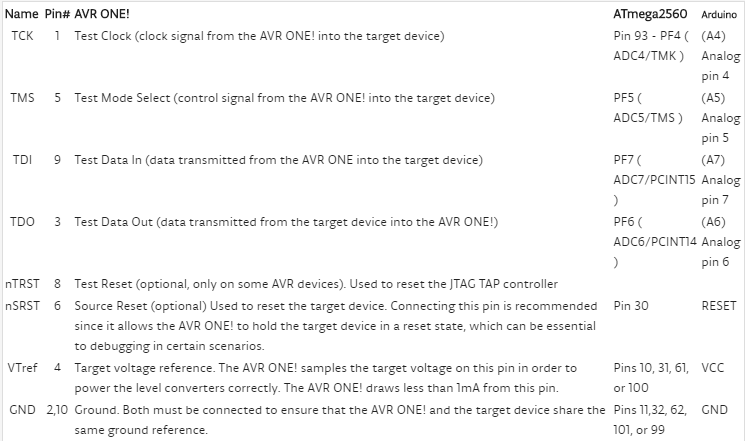 Name Pin# AVR ONE! ATmega2560 Arduino
TCK 1 Test Clock (clock signal from the AVR ONE! into the target device) Pin 93 - PF4 ( (A4)
ADC4/TMK ) Analog
pin 4
TMS 5 Test Mode Select (control signal from the AVR ONE! into the target device) PF5 ( (A5)
ADC5/TMS ) Analog
pin 5
TDI 9 Test Data In (data transmitted from the AVR ONE into the target device) PF7 ( (A7)
ADC7/PCINT15 Analog
) pin 7
TDO 3 Test Data Out (data transmitted from the target device into the AVR ONE!) PF6 ( (A6)
ADC6/PCINT14 Analog
) pin 6
nTRST 8 Test Reset (optional, only on some AVR devices). Used to reset the JTAG TAP controller
nSRST 6 Source Reset (optional) Used to reset the target device. Connecting this pin is recommended Pin 30 RESET
since it allows the AVR ONE! to hold the target device in a reset state, which can be essential
to debugging in certain scenarios.
VTref 4 Target voltage reference. The AVR ONE! samples the target voltage on this pin in order to Pins 10, 31, 61, VCC
power the level converters correctly. The AVR ONE! draws less than 1mA from this pin. or 100
GND 2,10 Ground. Both must be connected to ensure that the AVR ONE! and the target device share the Pins 11,32, 62, GND
same ground reference. 101, or 99